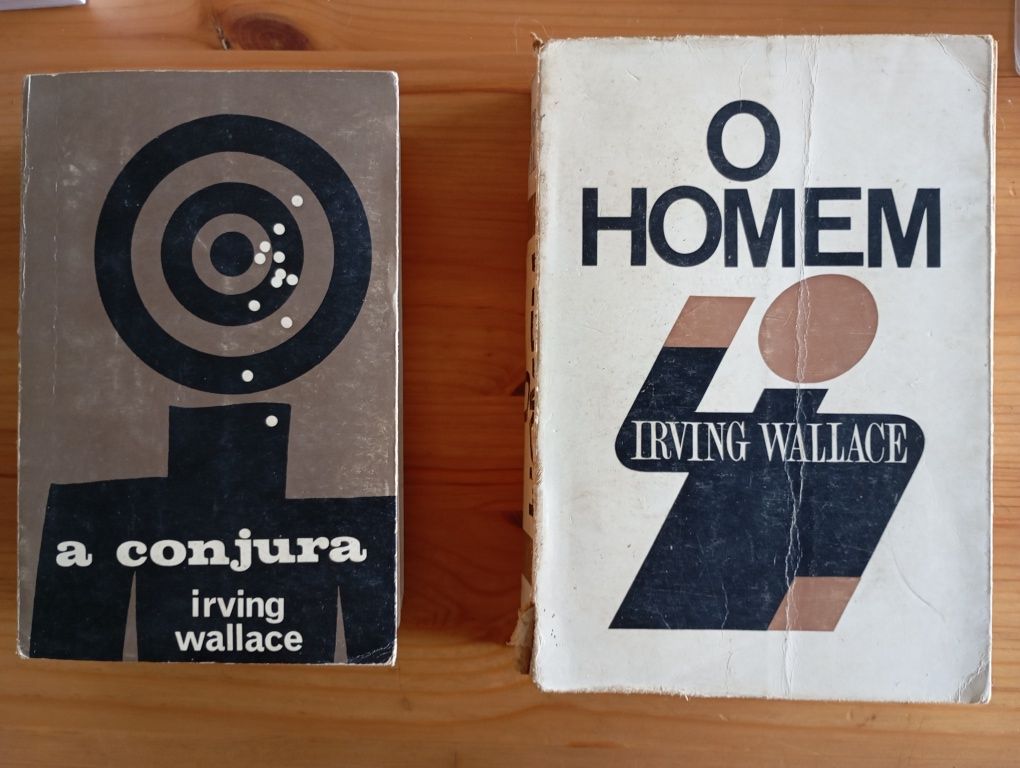 a conjura
irving
wallace
O
HOMEM
IRVING WALLACE